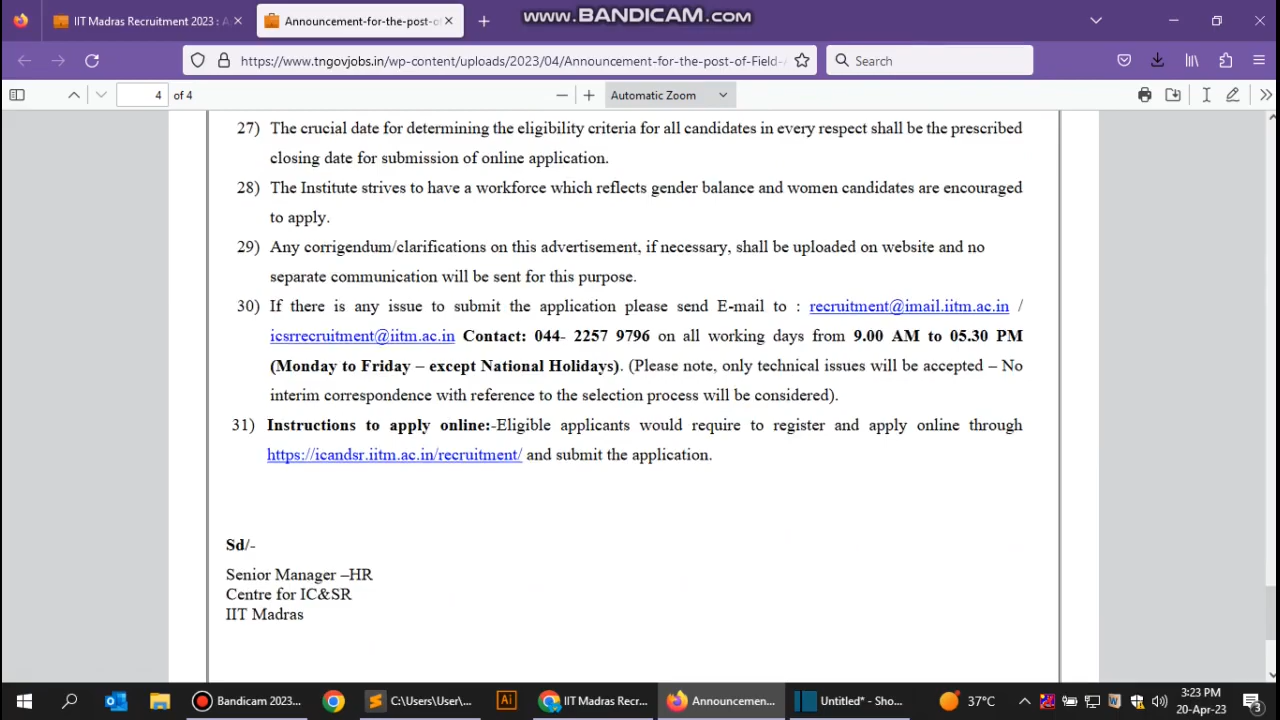 IIT Madras Recruitment 2023 : A
Announcement-for-the-post-o
www.BANDICAM.com
https://www.tngovjobs.in/wp-content/uploads/2023/04/Announcement-for-the-post-of-Field-
Search
4 of 4
Automatic Zoom
27) The crucial date for determining the eligibility criteria for all candidates in every respect shall be the prescribed
closing date for submission of online application.
28) The Institute strives to have a workforce which reflects gender balance and women candidates are encouraged
to apply.
29) Any corrigendum/clarifications on this advertisement, if necessary, shall be uploaded on website and no
separate communication will be sent for this purpose.
30) If there is any issue to submit the application please send E-mail to : recruitment@imail.iitm.ac.in /
icsrrecruitment@iitm.ac.in Contact: 044- 2257 9796 on all working days from 9.00 AM to 05.30 PM
(Monday to Friday – except National Holidays). (Please note, only technical issues will be accepted – No
interim correspondence with reference to the selection process will be considered).
31) Instructions to apply online:-Eligible applicants would require to register and apply online through
https://icandsr.iitm.ac.in/recruitment/ and submit the application.
Sd/-
Senior Manager –HR
Centre for IC&SR
IIT Madras
Bandicam 2023...
C:\Users\User\...
Ai
IIT Madras Recr...
Announcemen...
Untitled* - Sho...
37°C
3:23 PM
20-Apr-23
3